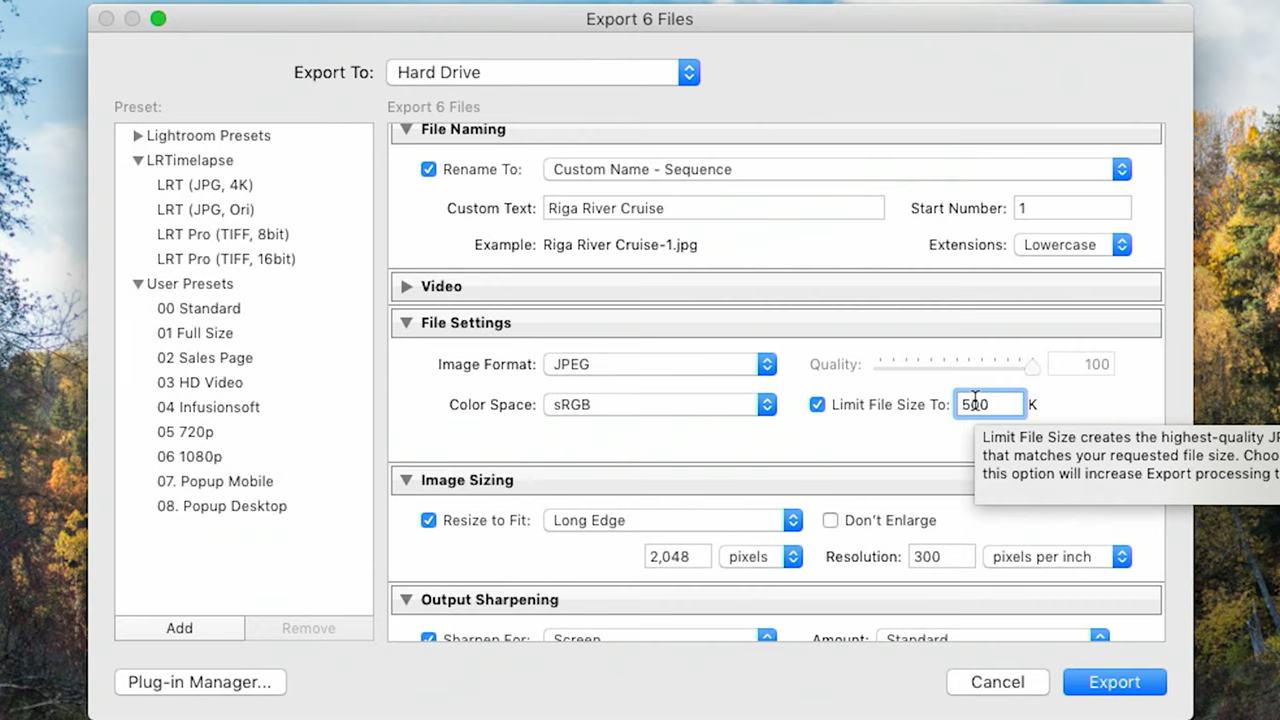 Export 6 Files
Export To: Hard Drive
Preset:
Lightroom Presets
LRTimelapse
LRT (JPG, 4K)
LRT (JPG, Ori)
LRT Pro (TIFF, 8bit)
LRT Pro (TIFF, 16bit)
User Presets
00 Standard
01 Full Size
02 Sales Page
03 HD Video
04 Infusionsoft
05 720p
06 1080p
07. Popup Mobile
08. Popup Desktop
Add Remove
Export 6 Files
File Naming
Rename To: Custom Name - Sequence
Custom Text: Riga River Cruise Start Number: 1
Example: Riga River Cruise-1.jpg Extensions: Lowercase
Video
File Settings
Image Format: JPEG Quality: 100
Color Space: sRGB Limit File Size To: 500 K
Limit File Size creates the highest-quality
that matches your requested file size.
this option will increase Export processing
Image Sizing
Resize to Fit: Long Edge Don't Enlarge
2,048 pixels Resolution: 300 pixels per inch
Output Sharpening
Sharpen For: Screen Amount: Standard
Plug-in Manager... Cancel Export